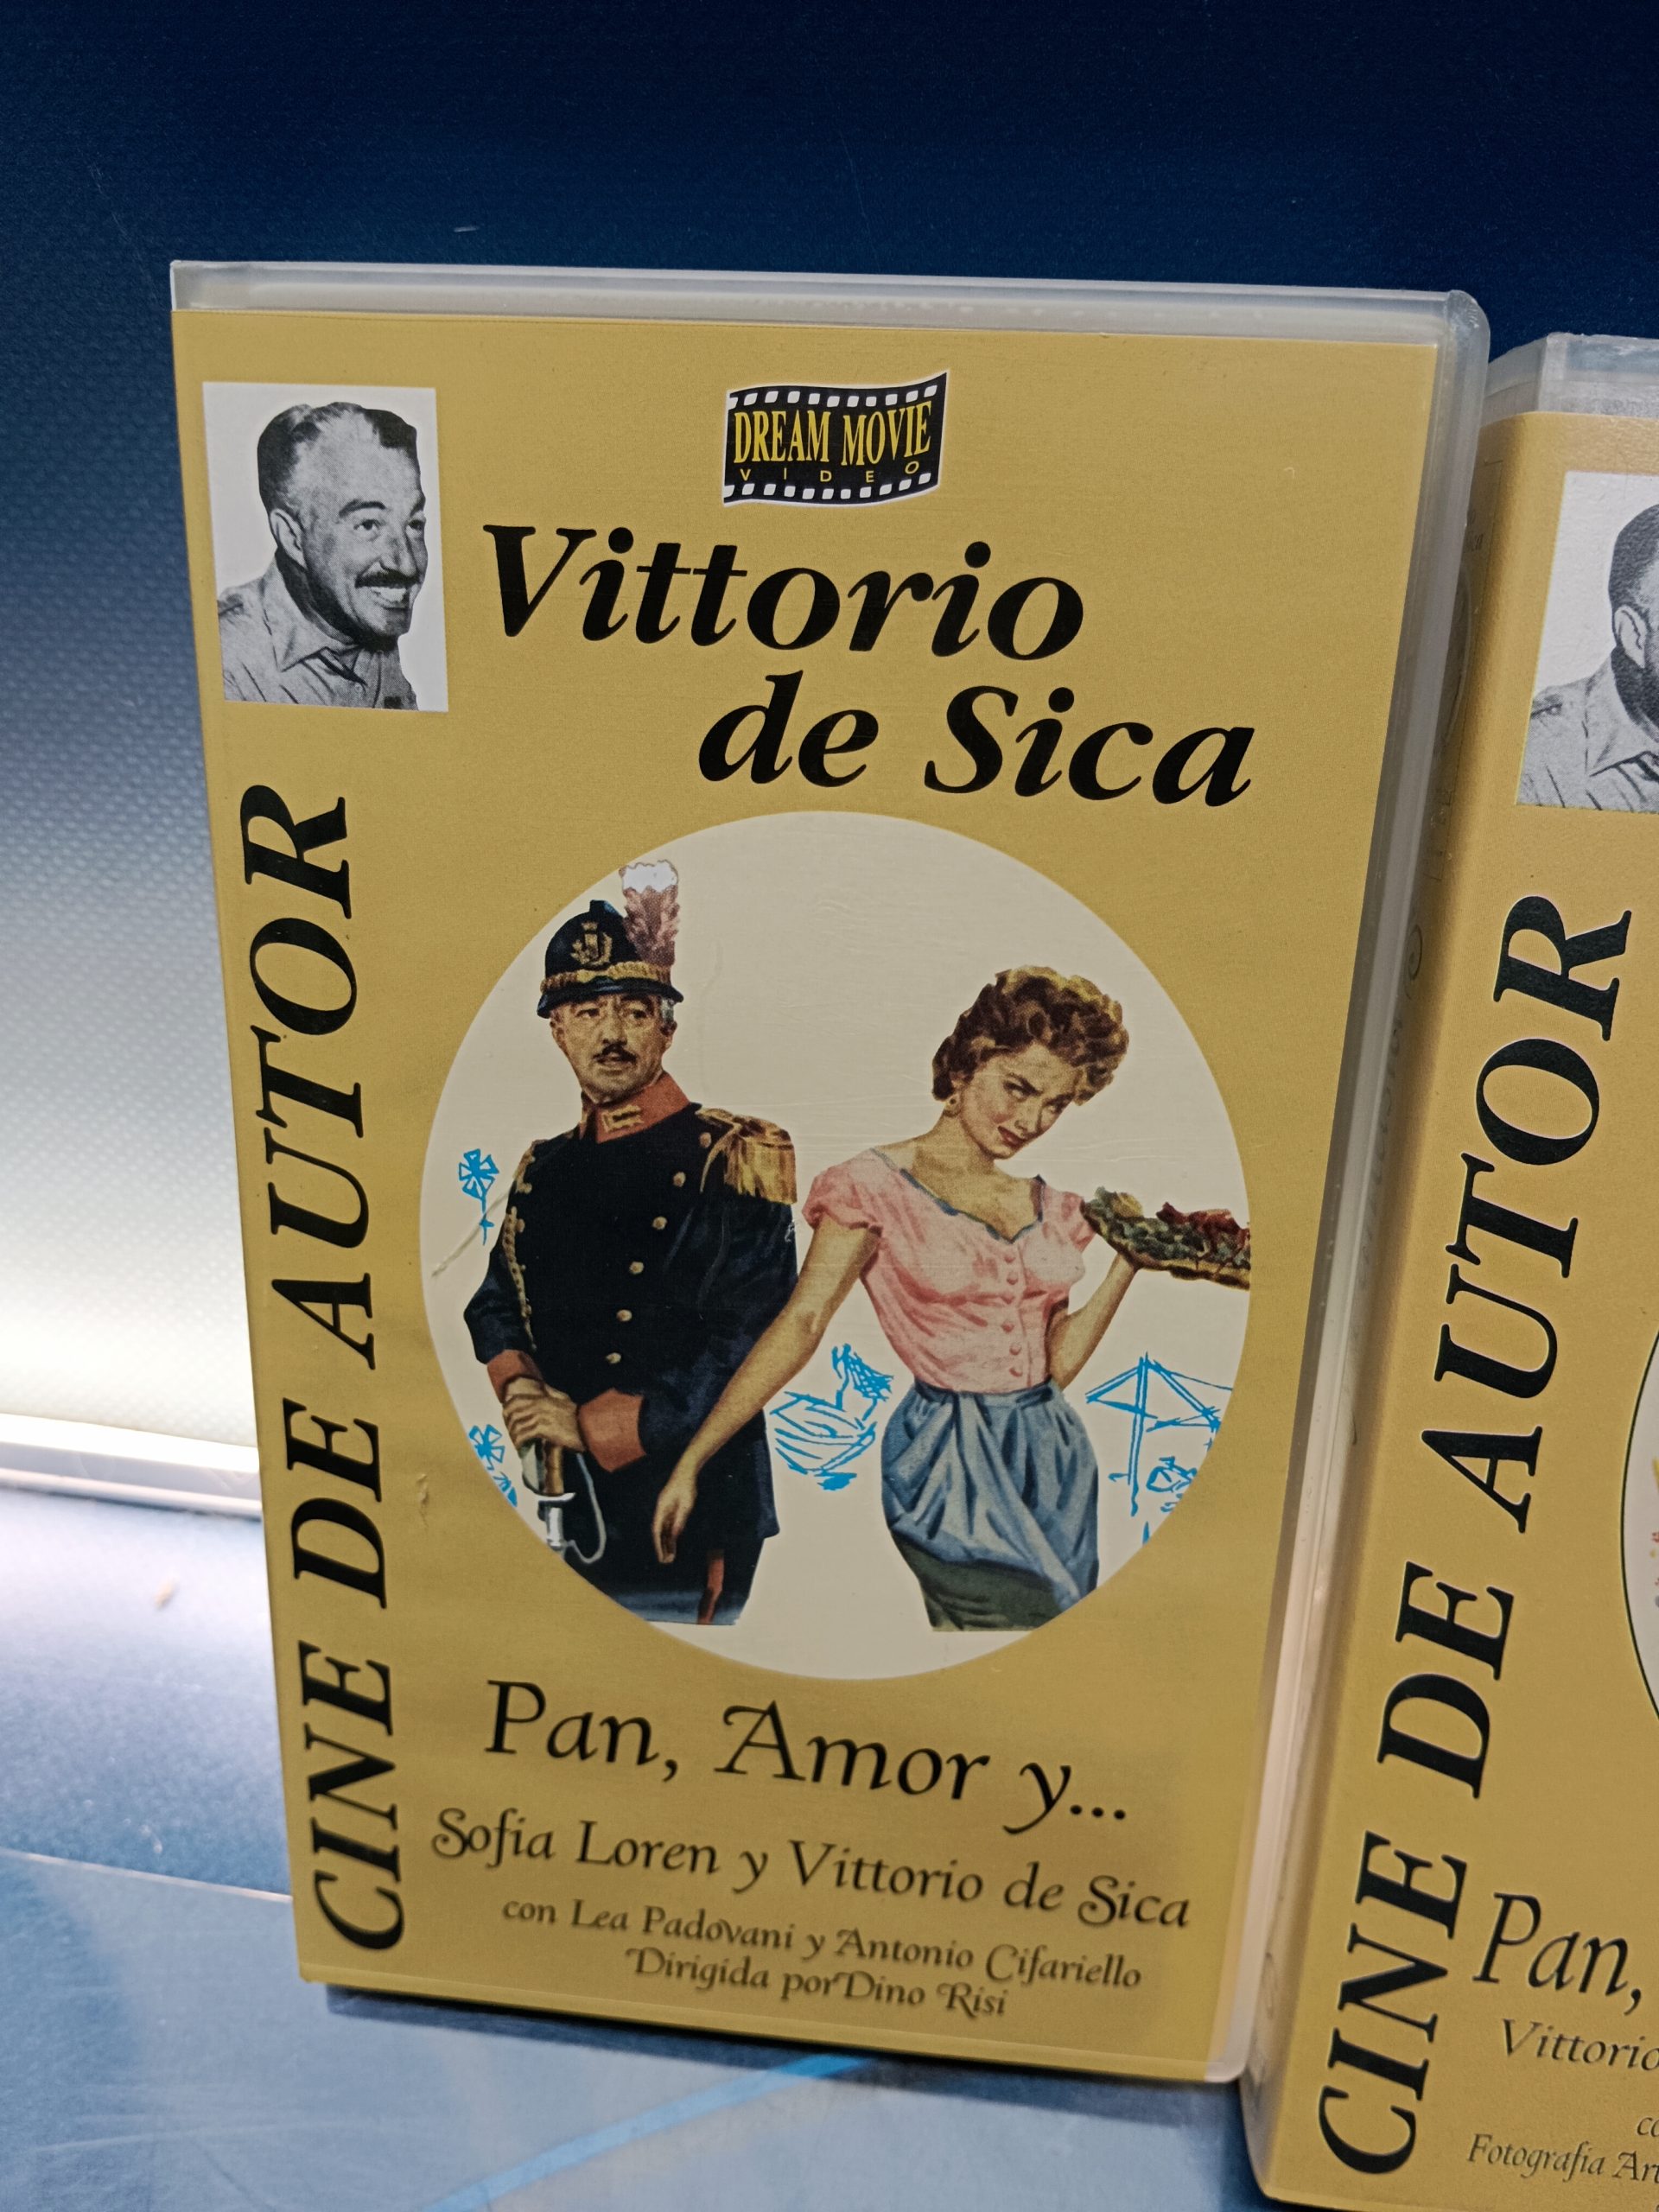 DREAM MOVIE
VIDEO
Vittorio
de Sica
CINE DE AUTOR
Pan, Amor y...
Sofia Loren y Vittorio de Sica
con Lea Padovani y Antonio Cifariello
Dirigida por Dino Risi
CINE DE AUTOR
Pan,
Vittorio
Fotografia